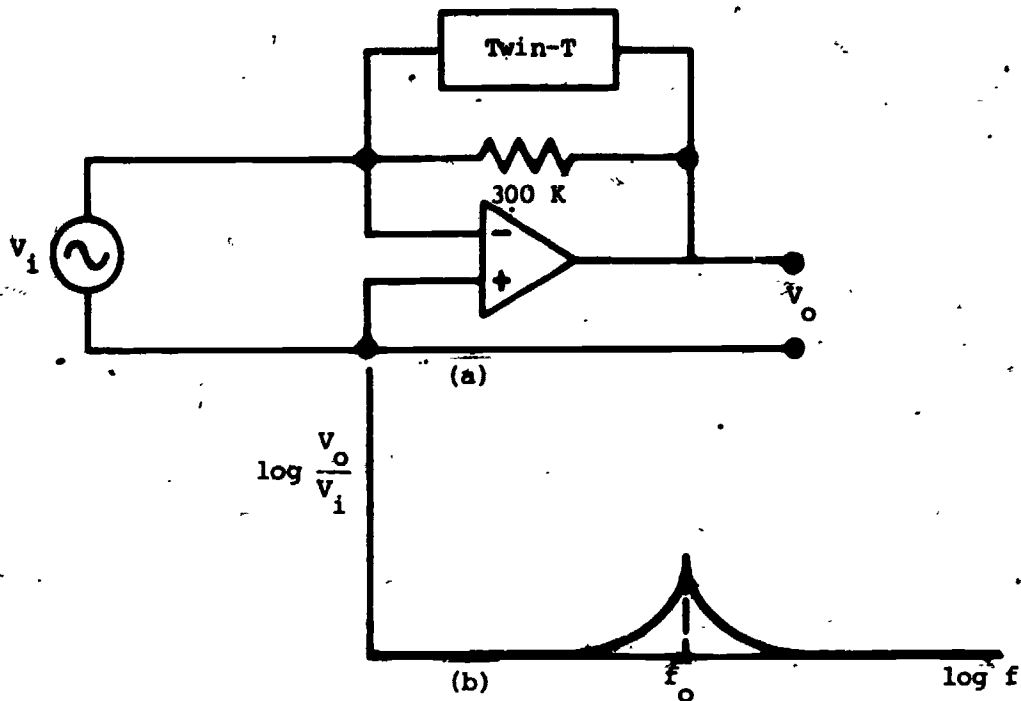 Twin-T
300 K
V_i
-
+
V_o
(a)
log V_o/V_i
(b)
f_o
log f